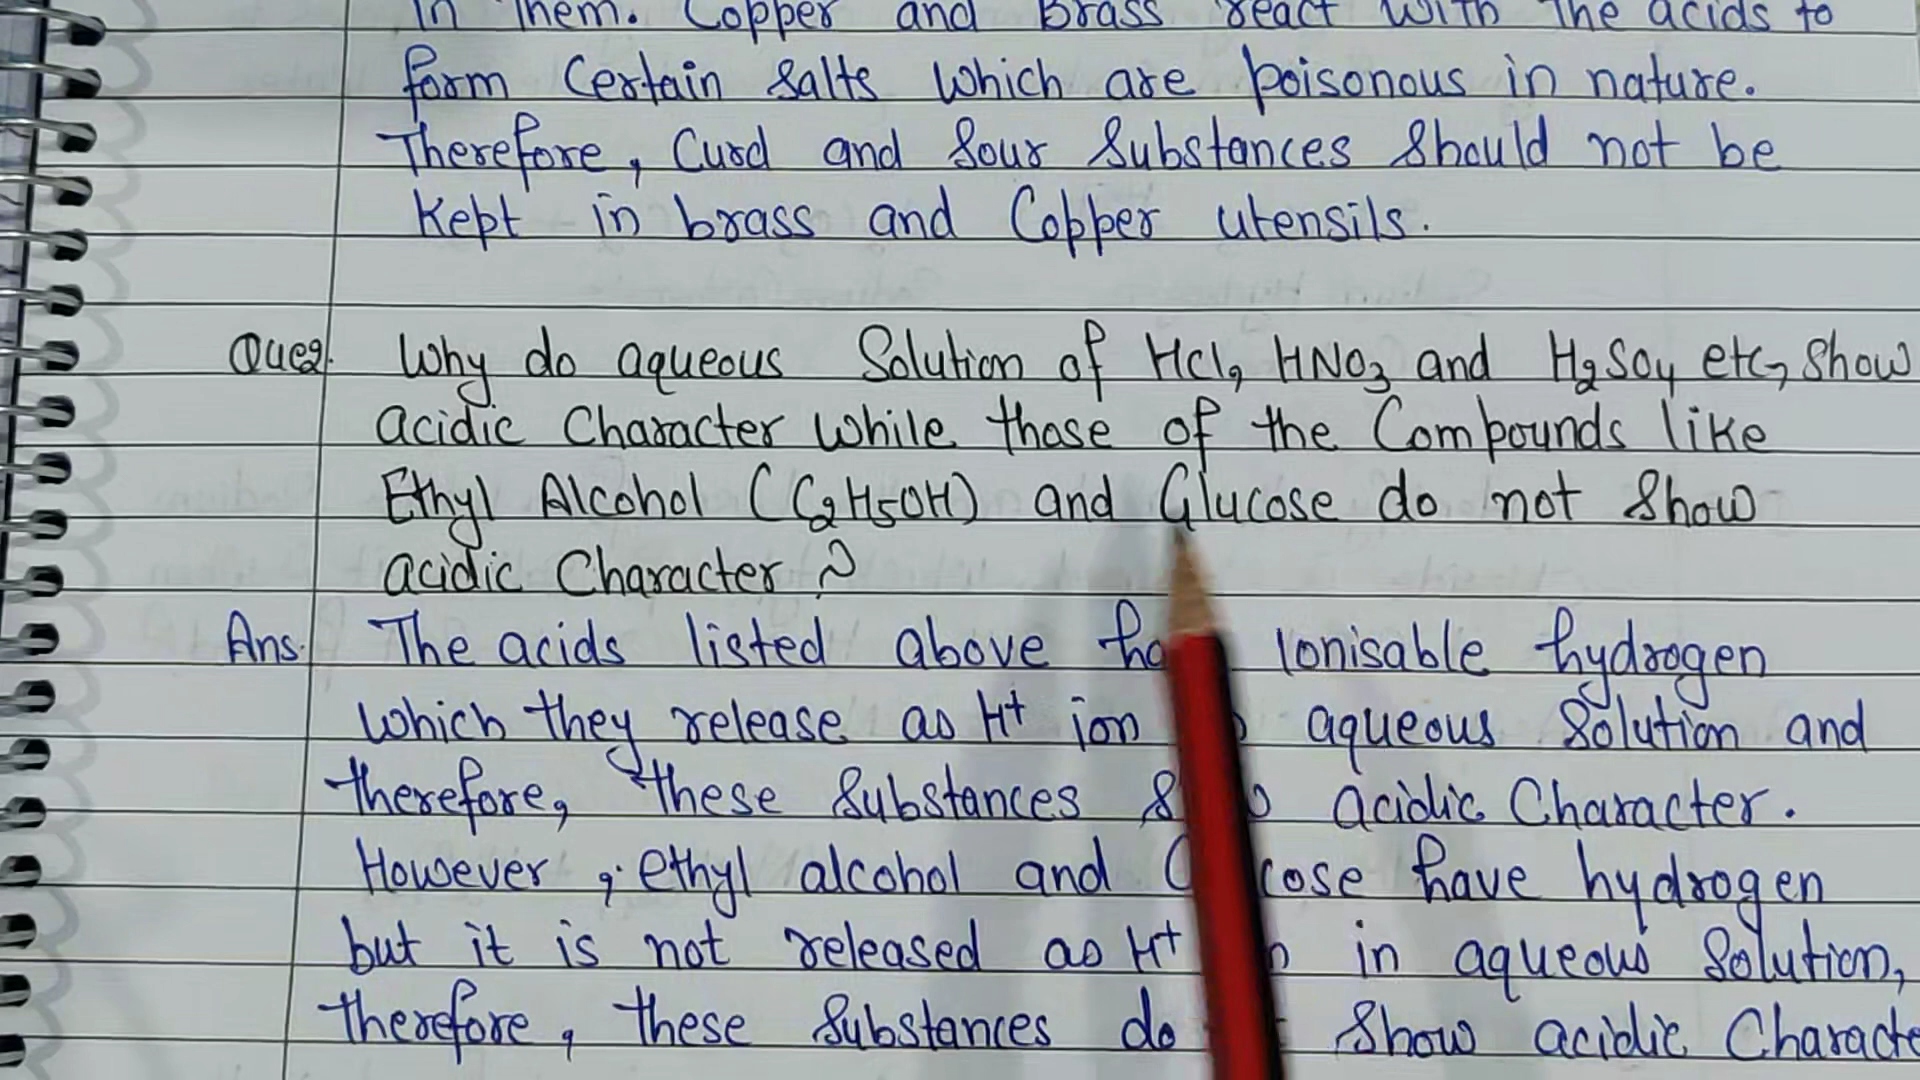 in them. Copper and Brass react with the acids to
form Certain Salts which are poisonous in nature.
Therefore, Curd and Sour Substances Should not be
Kept in brass and Copper utensils.
Que2. Why do aqueous Solution of HCl, HNO3 and H2SO4 etc, Show
acidic Character while those of the Compounds like
Ethyl Alcohol (C2H5OH) and Glucose do not Show
acidic Character?
Ans. The acids listed above Ionisable hydrogen
which they release as H+ ion aqueous Solution and
therefore, these Substances acidic Character.
However, ethyl alcohol and have hydrogen
but it is not released as H+ in aqueous Solution,
therefore, these Substances do Show acidic Characte